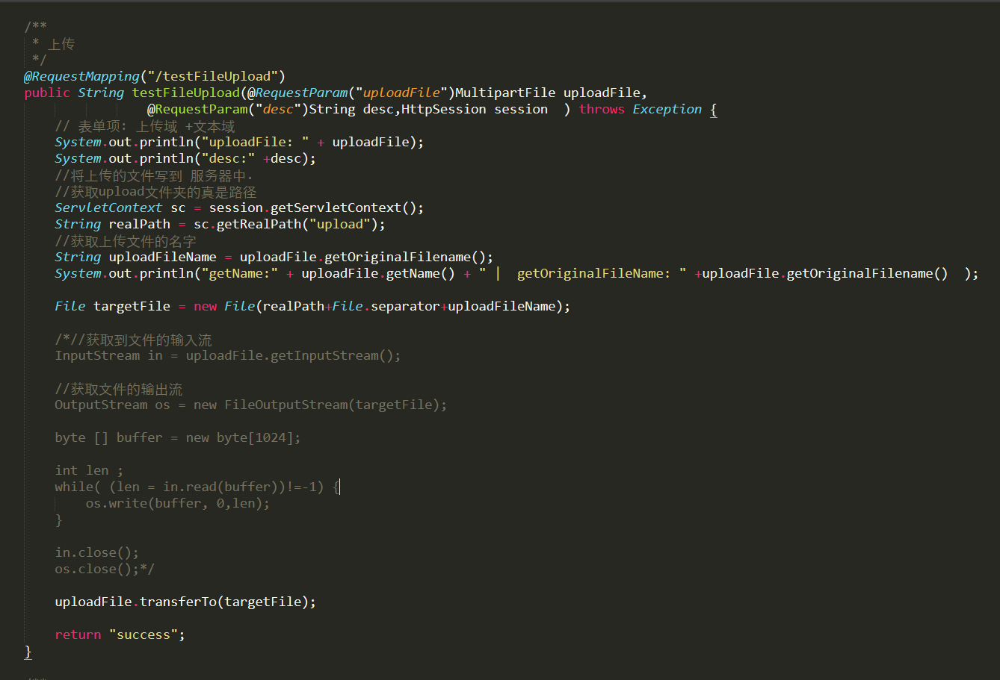 /**
 * 上传
 */
@RequestMapping("/testFileUpload")
public String testFileUpload(@RequestParam("uploadFile")MultipartFile uploadFile,
                @RequestParam("desc")String desc,HttpSession session  ) throws Exception {
    // 表单项: 上传域 +文本域
    System.out.println("uploadFile: " + uploadFile);
    System.out.println("desc:" +desc);
    //将上传的文件写到 服务器中.
    //获取upload文件夹的真是路径
    ServletContext sc = session.getServletContext();
    String realPath = sc.getRealPath("upload");
    //获取上传文件的名字
    String uploadFileName = uploadFile.getOriginalFilename();
    System.out.println("getName:" + uploadFile.getName() + " |  getOriginalFileName: " +uploadFile.getOriginalFilename()  );

    File targetFile = new File(realPath+File.separator+uploadFileName);

    /*//获取到文件的输入流
    InputStream in = uploadFile.getInputStream();

    //获取文件的输出流
    OutputStream os = new FileOutputStream(targetFile);

    byte [] buffer = new byte[1024];

    int len ;
    while( (len = in.read(buffer))!=-1) {
        os.write(buffer, 0,len);
    }

    in.close();
    os.close();*/

    uploadFile.transferTo(targetFile);

    return "success";
}